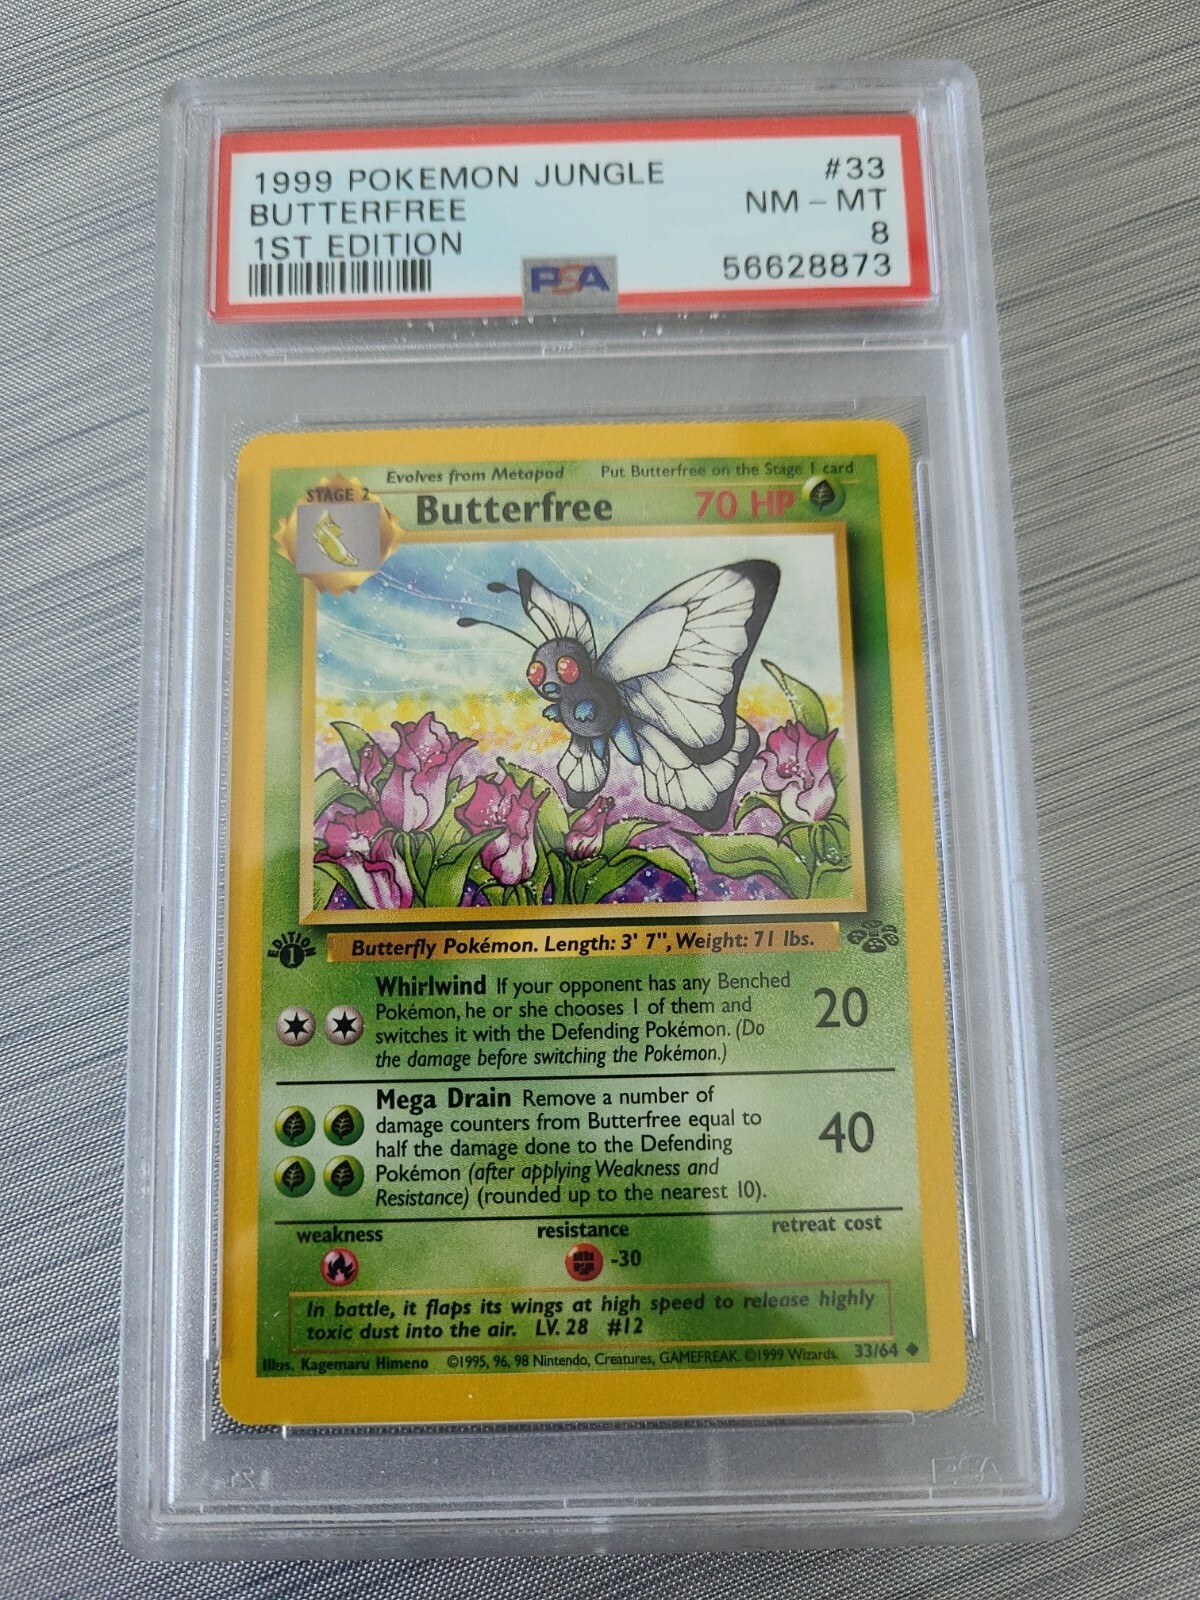 1999 POKEMON JUNGLE #33
BUTTERFREE NM - MT
1ST EDITION 8
PSA 56628873
Evolves from Metapod Put Butterfree on the Stage 1 card
STAGE 2
Butterfree 70 HP
EDITION 1
Butterfly Pokémon. Length: 3' 7", Weight: 71 lbs.
Whirlwind If your opponent has any Benched
Pokémon, he or she chooses 1 of them and
switches it with the Defending Pokémon. (Do
the damage before switching the Pokémon.)
20
Mega Drain Remove a number of
damage counters from Butterfree equal to
half the damage done to the Defending
Pokémon (after applying Weakness and
Resistance) (rounded up to the nearest 10).
40
weakness resistance retreat cost
-30
In battle, it flaps its wings at high speed to release highly
toxic dust into the air. LV. 28 #12
Illus. Kagemaru Himeno ©1995, 96, 98 Nintendo, Creatures, GAMEFREAK. ©1999 Wizards. 33/64
PSA